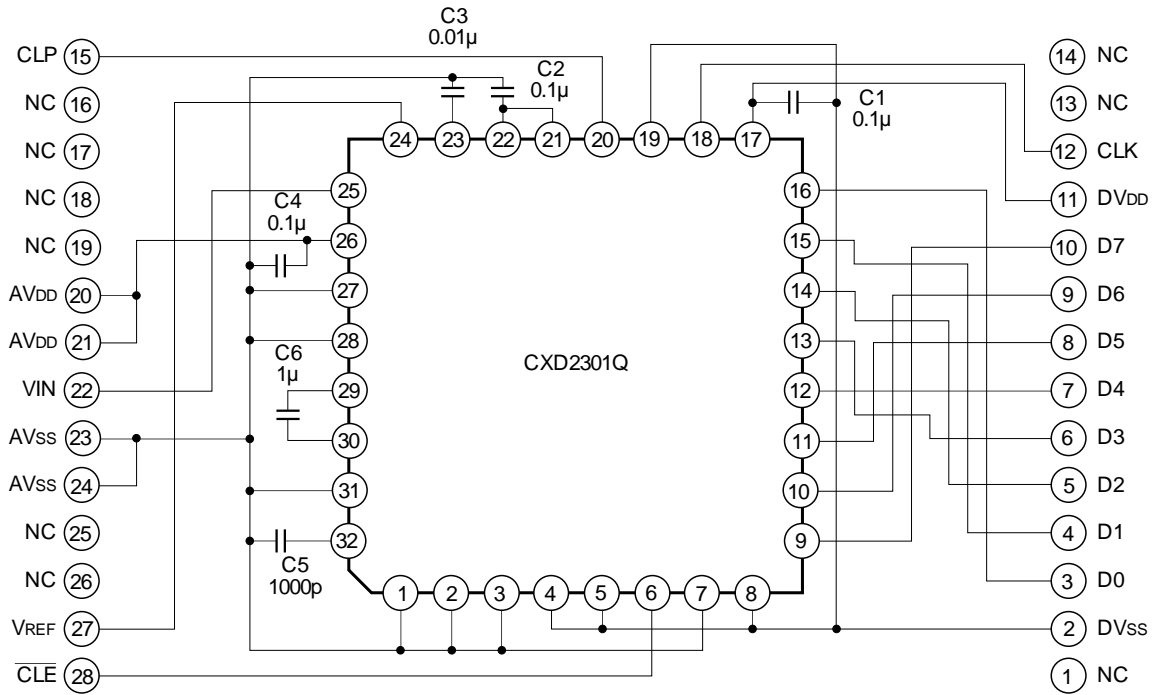 C3
0.01µ
CLP 15
14 NC
C2
0.1µ
C1
0.1µ
NC 16
13 NC
24 23 22 21 20 19 18 17
NC 17
12 CLK
25
16
NC 18
C4
0.1µ
11 DVDD
26
15
NC 19
10 D7
AVDD 20
27
14
9 D6
AVDD 21
28
13
8 D5
C6
1µ
CXD2301Q
VIN 22
29
12
7 D4
AVSS 23
30
11
6 D3
AVSS 24
31
10
5 D2
NC 25
32
9
4 D1
C5
1000p
NC 26
1 2 3 4 5 6 7 8
3 D0
VREF 27
2 DVSS
CLE 28
1 NC